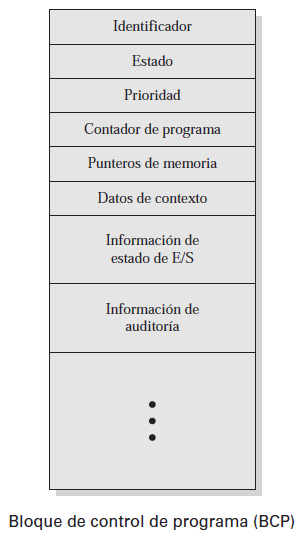 Identificador
Estado
Prioridad
Contador de programa
Punteros de memoria
Datos de contexto
Información de
estado de E/S
Información de
auditoría
Bloque de control de programa (BCP)